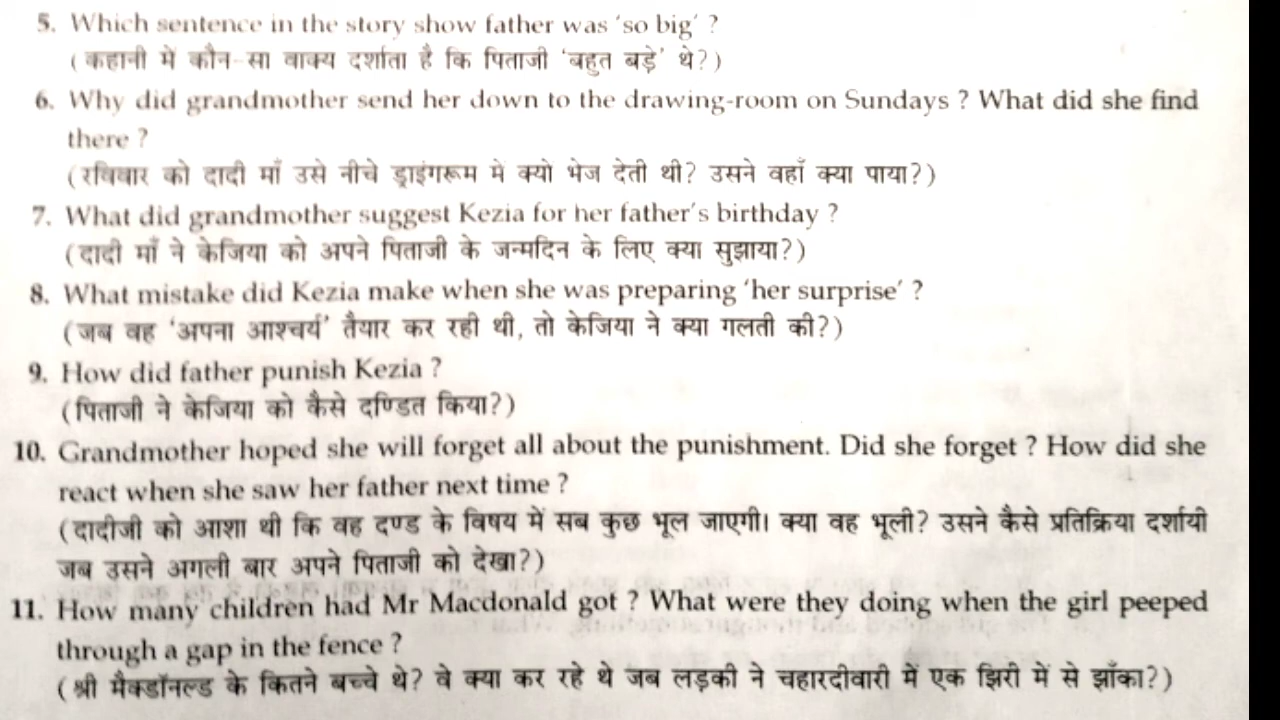 5. Which sentence in the story show father was 'so big' ?
( कहानी में कौन-सा वाक्य दर्शाता है कि पिताजी 'बहुत बड़े' थे?)
6. Why did grandmother send her down to the drawing-room on Sundays ? What did she find
there ?
(रविवार को दादी माँ उसे नीचे ड्राइंगरूम में क्यो भेज देती थी? उसने वहाँ क्या पाया?)
7. What did grandmother suggest Kezia for her father's birthday ?
(दादी माँ ने केजिया को अपने पिताजी के जन्मदिन के लिए क्या सुझाया?)
8. What mistake did Kezia make when she was preparing 'her surprise' ?
(जब वह 'अपना आश्चर्य' तैयार कर रही थी, तो केजिया ने क्या गलती की?)
9. How did father punish Kezia ?
(पिताजी ने केजिया को कैसे दण्डित किया?)
10. Grandmother hoped she will forget all about the punishment. Did she forget ? How did she
react when she saw her father next time ?
(दादीजी को आशा थी कि वह दण्ड के विषय में सब कुछ भूल जाएगी। क्या वह भूली? उसने कैसे प्रतिक्रिया दर्शायी
जब उसने अगली बार अपने पिताजी को देखा?)
11. How many children had Mr Macdonald got ? What were they doing when the girl peeped
through a gap in the fence ?
( श्री मैक्डॉनल्ड के कितने बच्चे थे? वे क्या कर रहे थे जब लड़की ने चहारदीवारी में एक झिरी में से झाँका?)